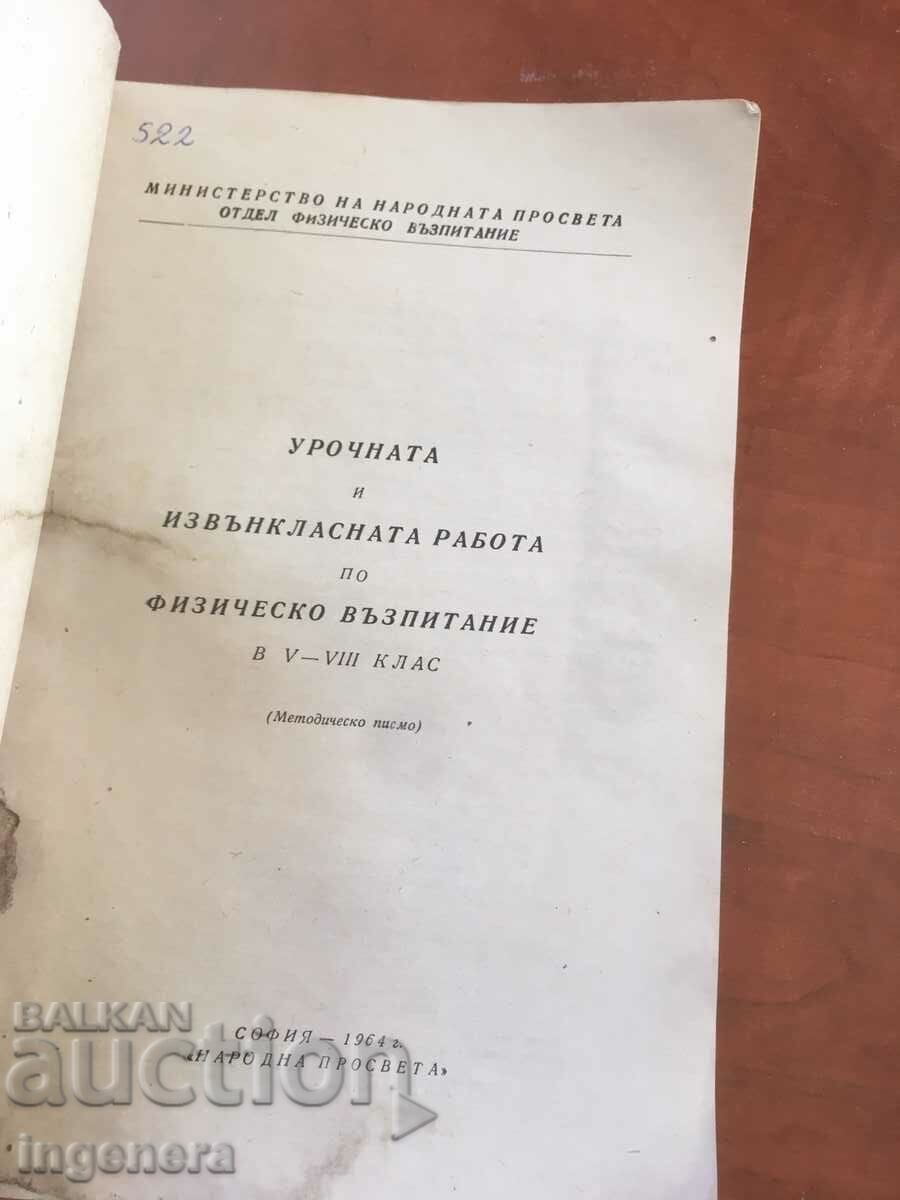 522
МИНИСТЕРСТВО НА НАРОДНАТА ПРОСВЕТА
ОТДЕЛ ФИЗИЧЕСКО ВЪЗПИТАНИЕ
УРОЧНАТА
И
ИЗВЪНКЛАСНАТА РАБОТА
ПО
ФИЗИЧЕСКО ВЪЗПИТАНИЕ
В V—VIII КЛАС
(Методическо писмо)
СОФИЯ — 1964 г.
«НАРОДНА ПРОСВЕТА»
BALKAN
auction
ingenera